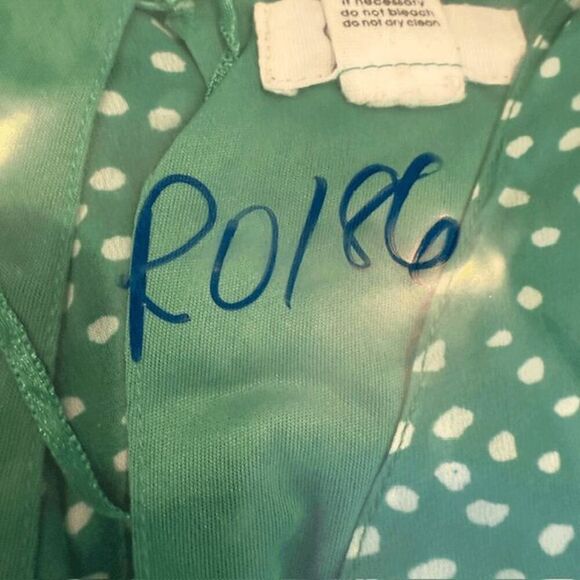 if necessary
do not bleach
do not dry clean
R0186